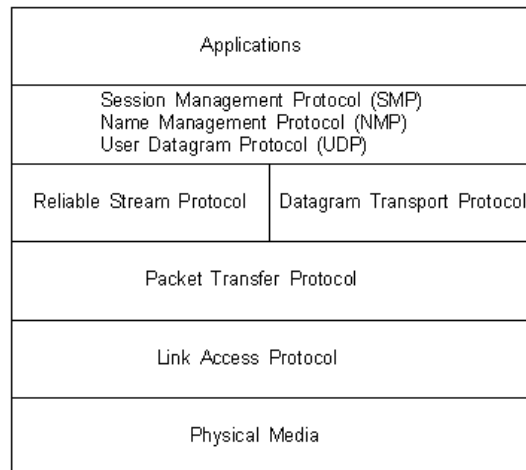 Applications
Session Management Protocol (SMP)
Name Management Protocol (NMP)
User Datagram Protocol (UDP)
Reliable Stream Protocol
Datagram Transport Protocol
Packet Transfer Protocol
Link Access Protocol
Physical Media